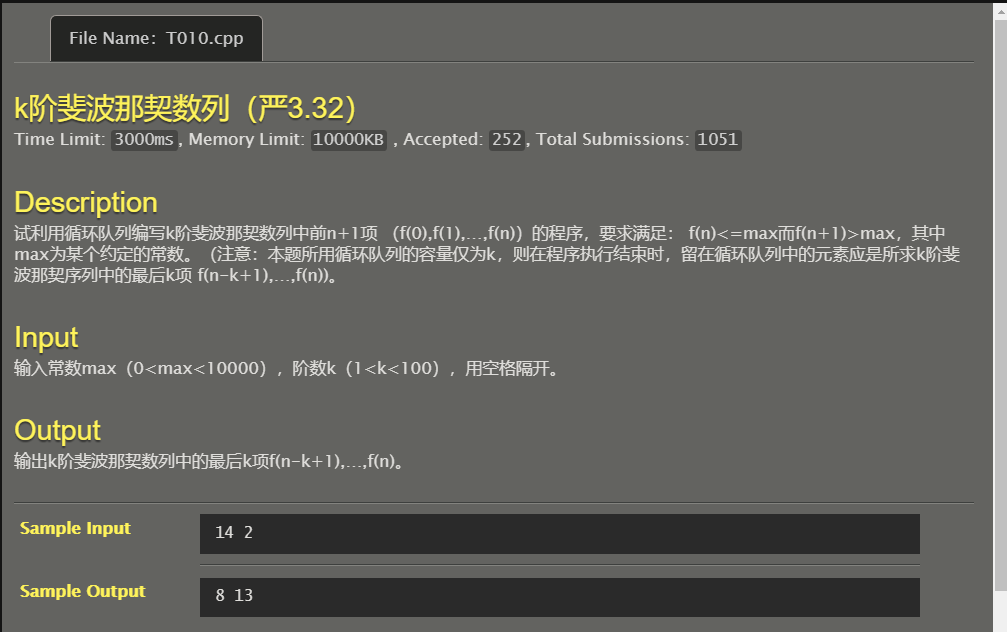 File Name：T010.cpp
k阶斐波那契数列（严3.32）
Time Limit: 3000ms, Memory Limit: 10000KB , Accepted: 252, Total Submissions: 1051
Description
试利用循环队列编写k阶斐波那契数列中前n+1项 （f(0),f(1),…,f(n)）的程序，要求满足： f(n)<=max而f(n+1)>max，其中
max为某个约定的常数。（注意：本题所用循环队列的容量仅为k，则在程序执行结束时，留在循环队列中的元素应是所求k阶斐
波那契序列中的最后k项 f(n-k+1),…,f(n)）。
Input
输入常数max（0<max<10000），阶数k（1<k<100），用空格隔开。
Output
输出k阶斐波那契数列中的最后k项f(n-k+1),…,f(n)。
Sample Input
14 2
Sample Output
8 13